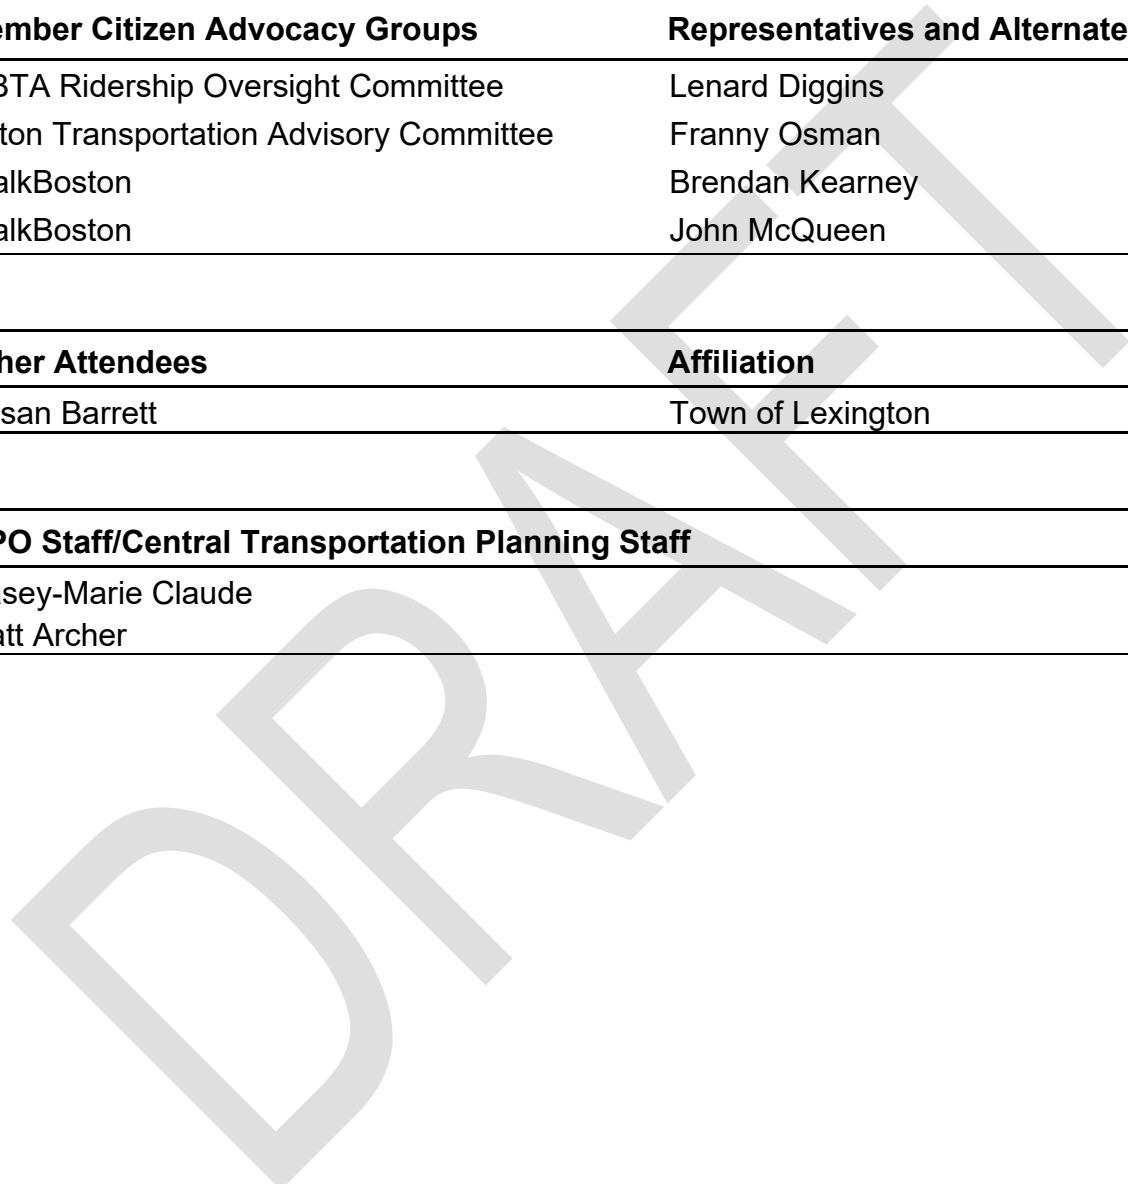 ember Citizen Advocacy Groups Representatives and Alternate
BTA Ridership Oversight Committee Lenard Diggins
ton Transportation Advisory Committee Franny Osman
alkBoston Brendan Kearney
alkBoston John McQueen
her Attendees Affiliation
san Barrett Town of Lexington
PO Staff/Central Transportation Planning Staff
sey-Marie Claude
att Archer
DRAFT